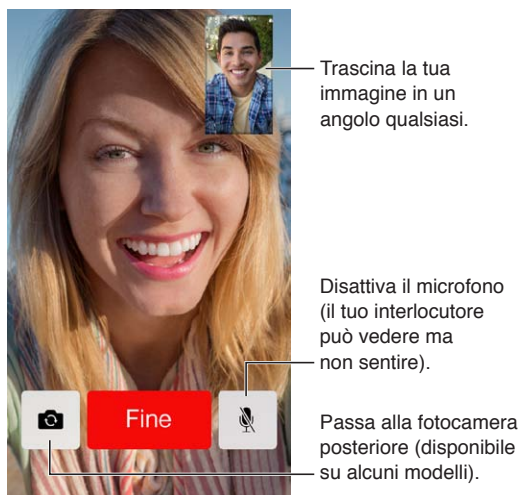 Trascina la tua
immagine in un
angolo qualsiasi.
Disattiva il microfono
(il tuo interlocutore
può vedere ma
non sentire).
Fine
Passa alla fotocamera
posteriore (disponibile
su alcuni modelli).